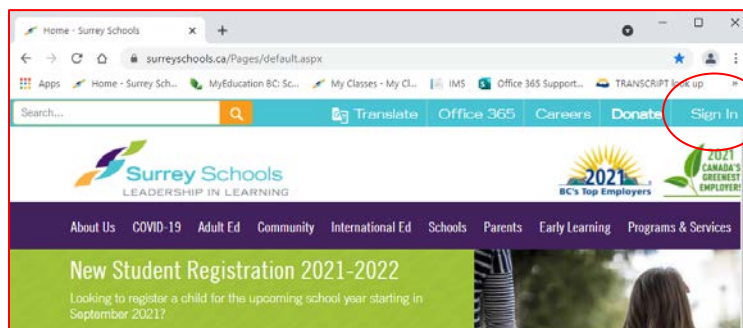 Home - Surrey Schools
surreyschools.ca/Pages/default.aspx
Apps Home - Surrey Sch... MyEducation BC: Sc... My Classes - My Cl... IMS Office 365 Support... TRANSCRIPT look up »
Search... Translate Office 365 Careers Donate Sign In
Surrey Schools
LEADERSHIP IN LEARNING
2021
BC's Top Employers
2021
CANADA'S
GREENEST
EMPLOYERS
About Us COVID-19 Adult Ed Community International Ed Schools Parents Early Learning Programs & Services
New Student Registration 2021-2022
Looking to register a child for the upcoming school year starting in
September 2021?